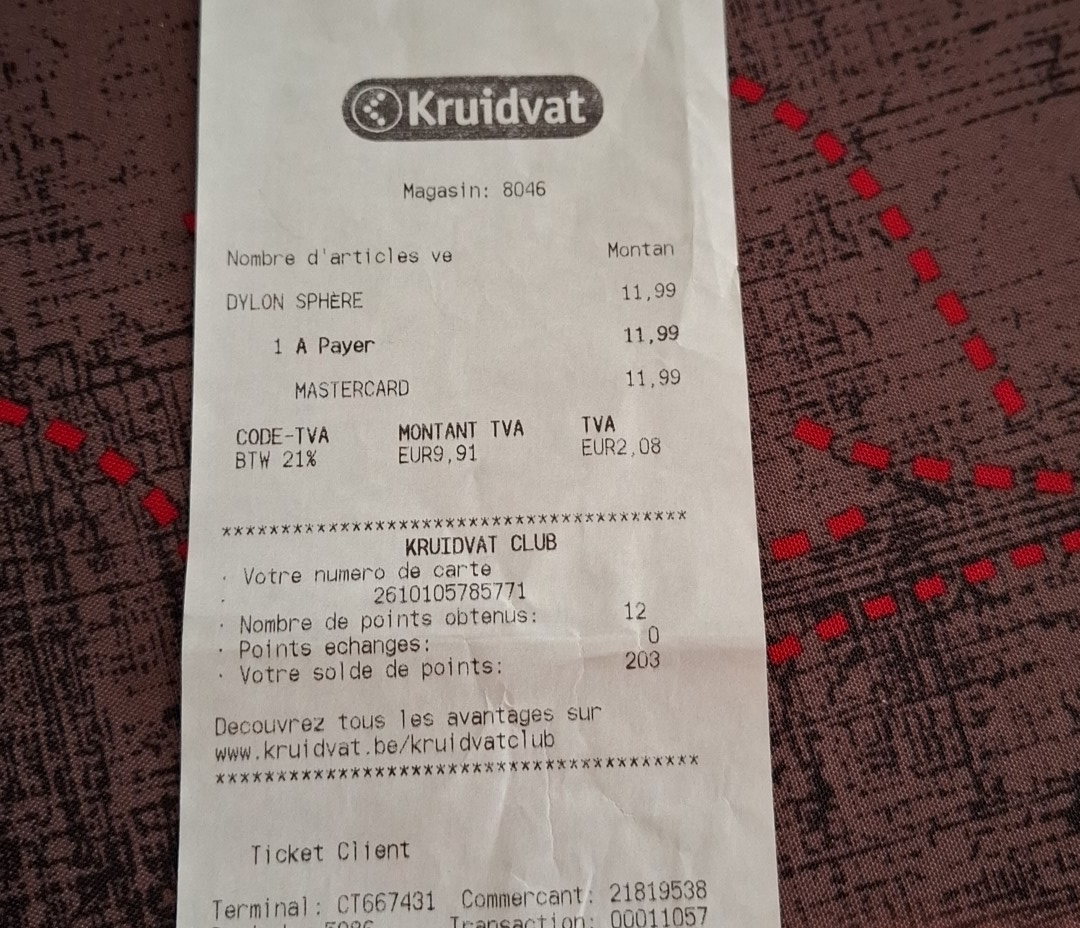 Kruidvat
Magasin: 8046
Nombre d'articles ve Montan
DYLON SPHÈRE 11,99
1 A Payer 11,99
MASTERCARD 11,99
CODE-TVA MONTANT TVA TVA
BTW 21% EUR9,91 EUR2,08
****************************************
KRUIDVAT CLUB
· Votre numero de carte
· 2610105785771
· Nombre de points obtenus: 12
· Points echanges: 0
· Votre solde de points: 203
Decouvrez tous les avantages sur
www.kruidvat.be/kruidvatclub
****************************************
Ticket Client
Terminal: CT667431 Commercant: 21819538
Transaction: 00011057